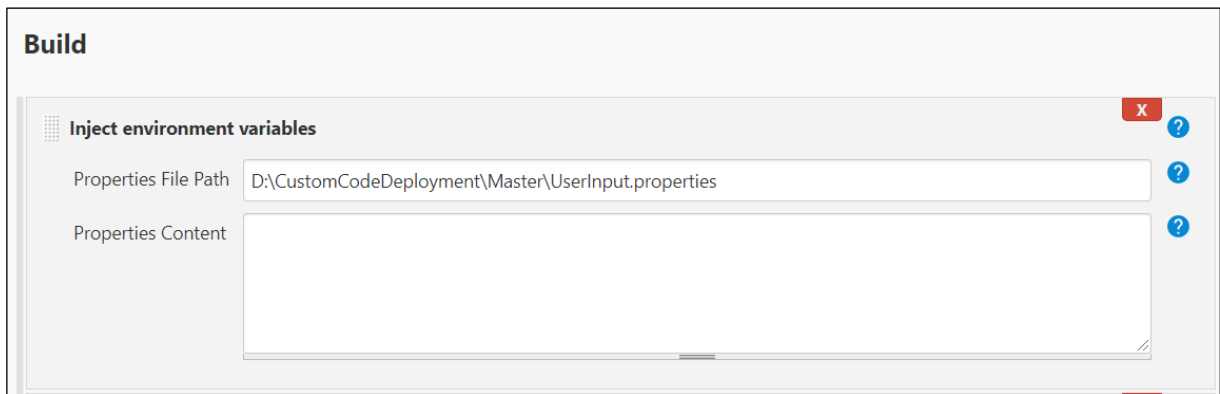 Build
X
Inject environment variables
?
Properties File Path D:\CustomCodeDeployment\Master\UserInput.properties
?
Properties Content
?